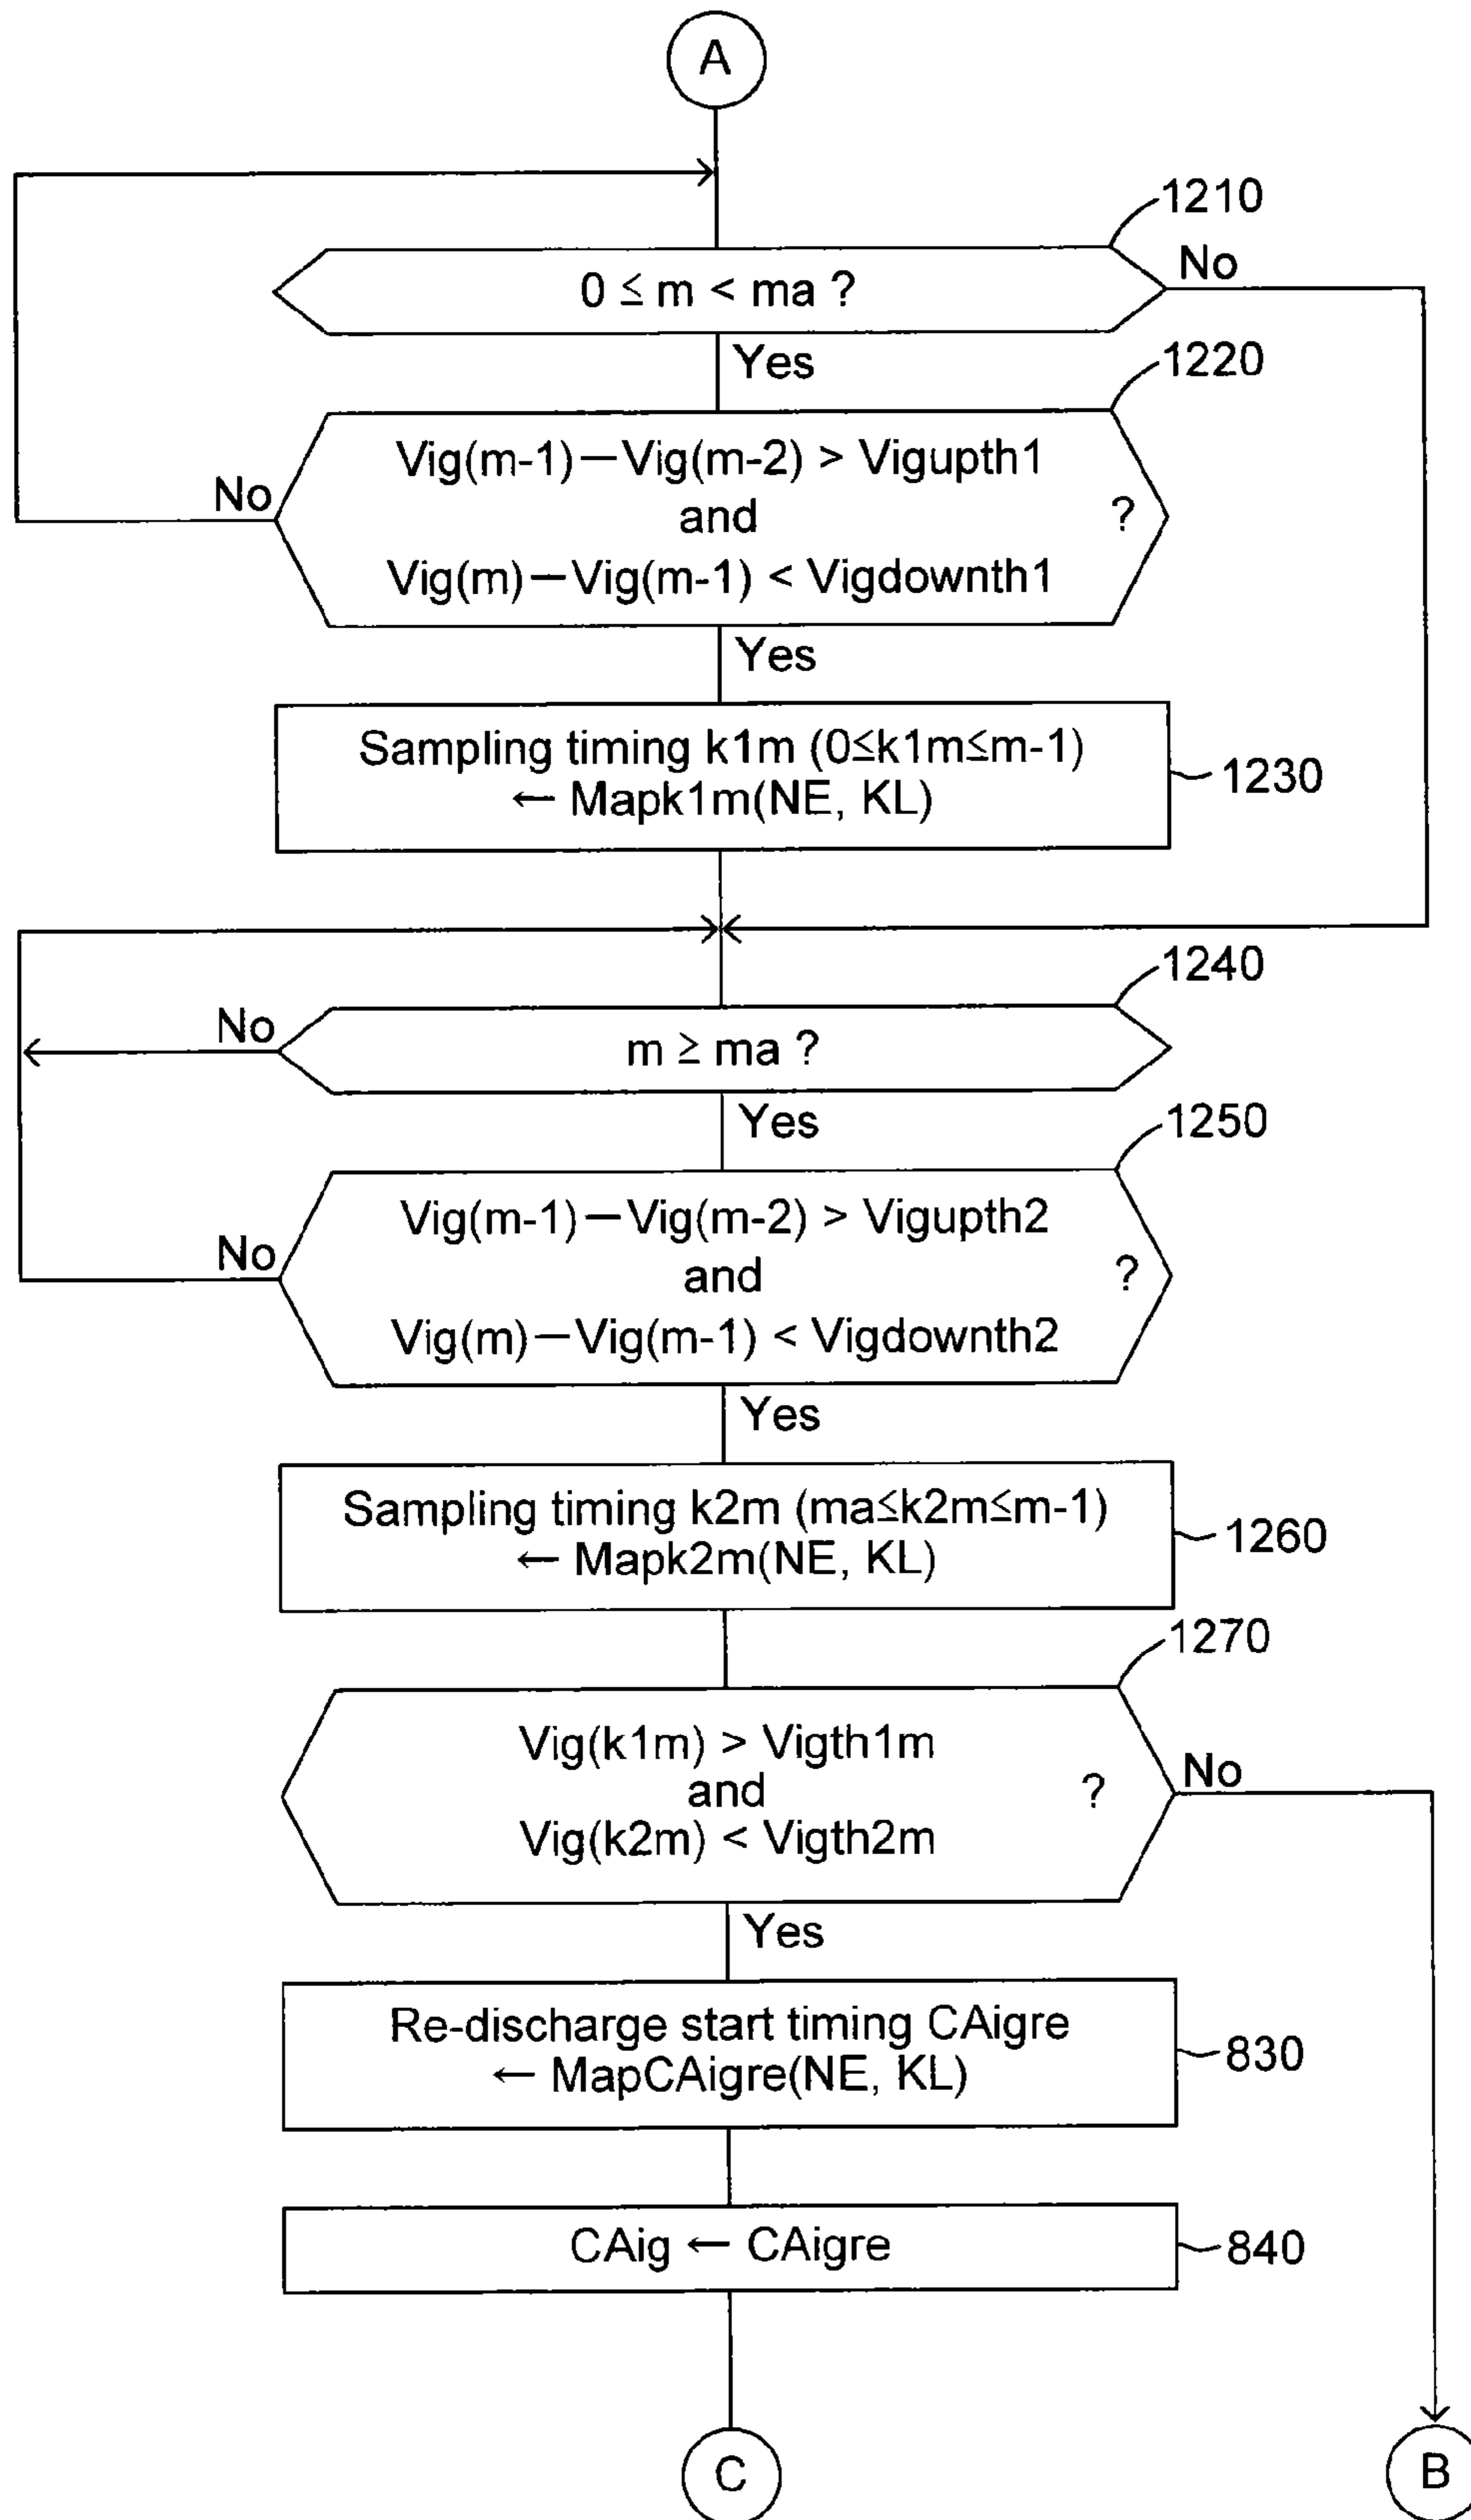 A
1210
0 ≤ m < ma ?
No
Yes
1220
Vig(m-1)—Vig(m-2) > Vigupth1
and
?
Vig(m)—Vig(m-1) < Vigdownth1
No
Yes
Sampling timing k1m (0≤k1m≤m-1)
← Mapk1m(NE, KL)
1230
1240
m ≥ ma ?
No
Yes
1250
Vig(m-1)—Vig(m-2) > Vigupth2
and
?
Vig(m)—Vig(m-1) < Vigdownth2
No
Yes
Sampling timing k2m (ma≤k2m≤m-1)
← Mapk2m(NE, KL)
1260
1270
Vig(k1m) > Vigth1m
and
?
Vig(k2m) < Vigth2m
No
Yes
Re-discharge start timing CAigre
← MapCAigre(NE, KL)
830
CAig ← CAigre
840
C
B